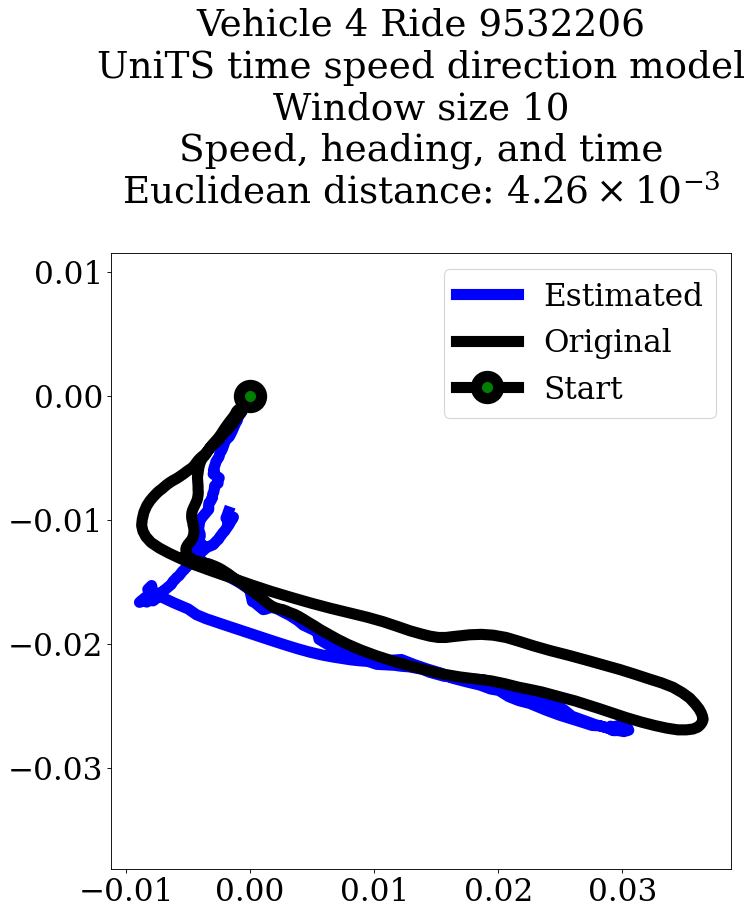 Vehicle 4 Ride 9532206
UniTS time speed direction model
Window size 10
Speed, heading, and time
Euclidean distance: 4.26 × 10⁻³
Estimated
Original
Start
0.01
0.00
−0.01
−0.02
−0.03
−0.01 0.00 0.01 0.02 0.03